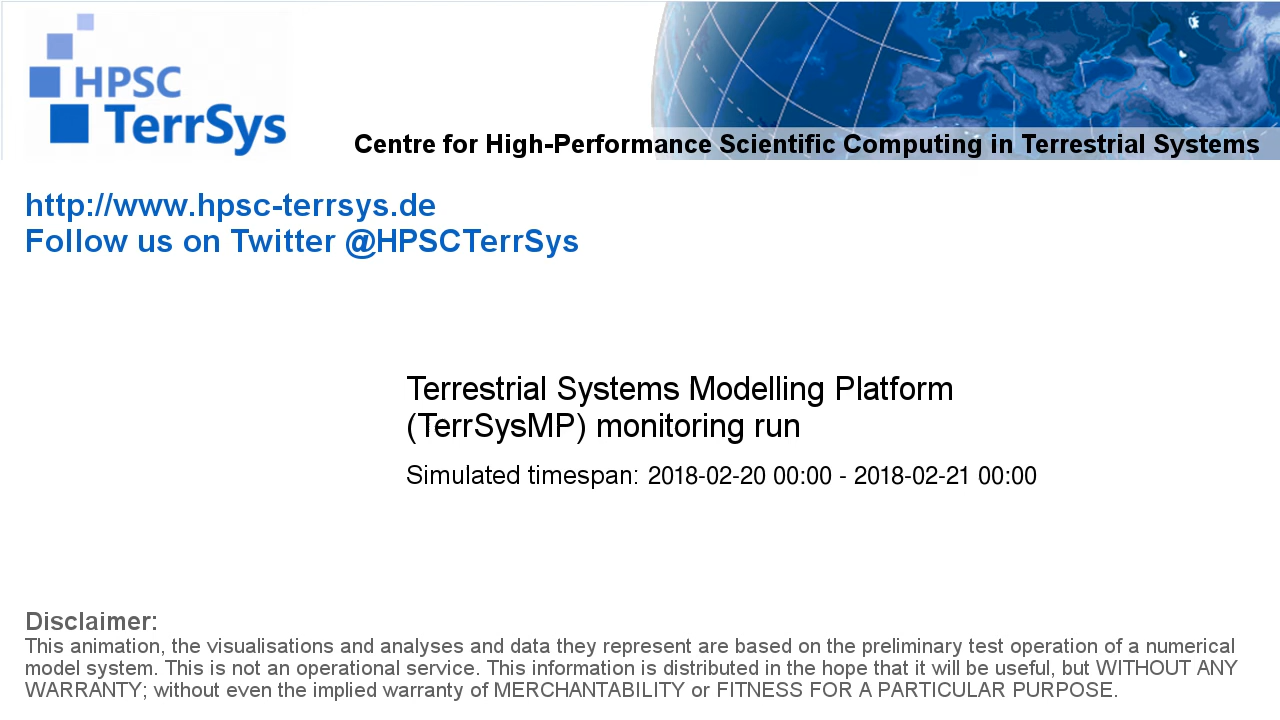 HPSC
TerrSys
Centre for High-Performance Scientific Computing in Terrestrial Systems
http://www.hpsc-terrsys.de
Follow us on Twitter @HPSCTerrSys
Terrestrial Systems Modelling Platform
(TerrSysMP) monitoring run
Simulated timespan: 2018-02-20 00:00 - 2018-02-21 00:00
Disclaimer:
This animation, the visualisations and analyses and data they represent are based on the preliminary test operation of a numerical
model system. This is not an operational service. This information is distributed in the hope that it will be useful, but WITHOUT ANY
WARRANTY; without even the implied warranty of MERCHANTABILITY or FITNESS FOR A PARTICULAR PURPOSE.